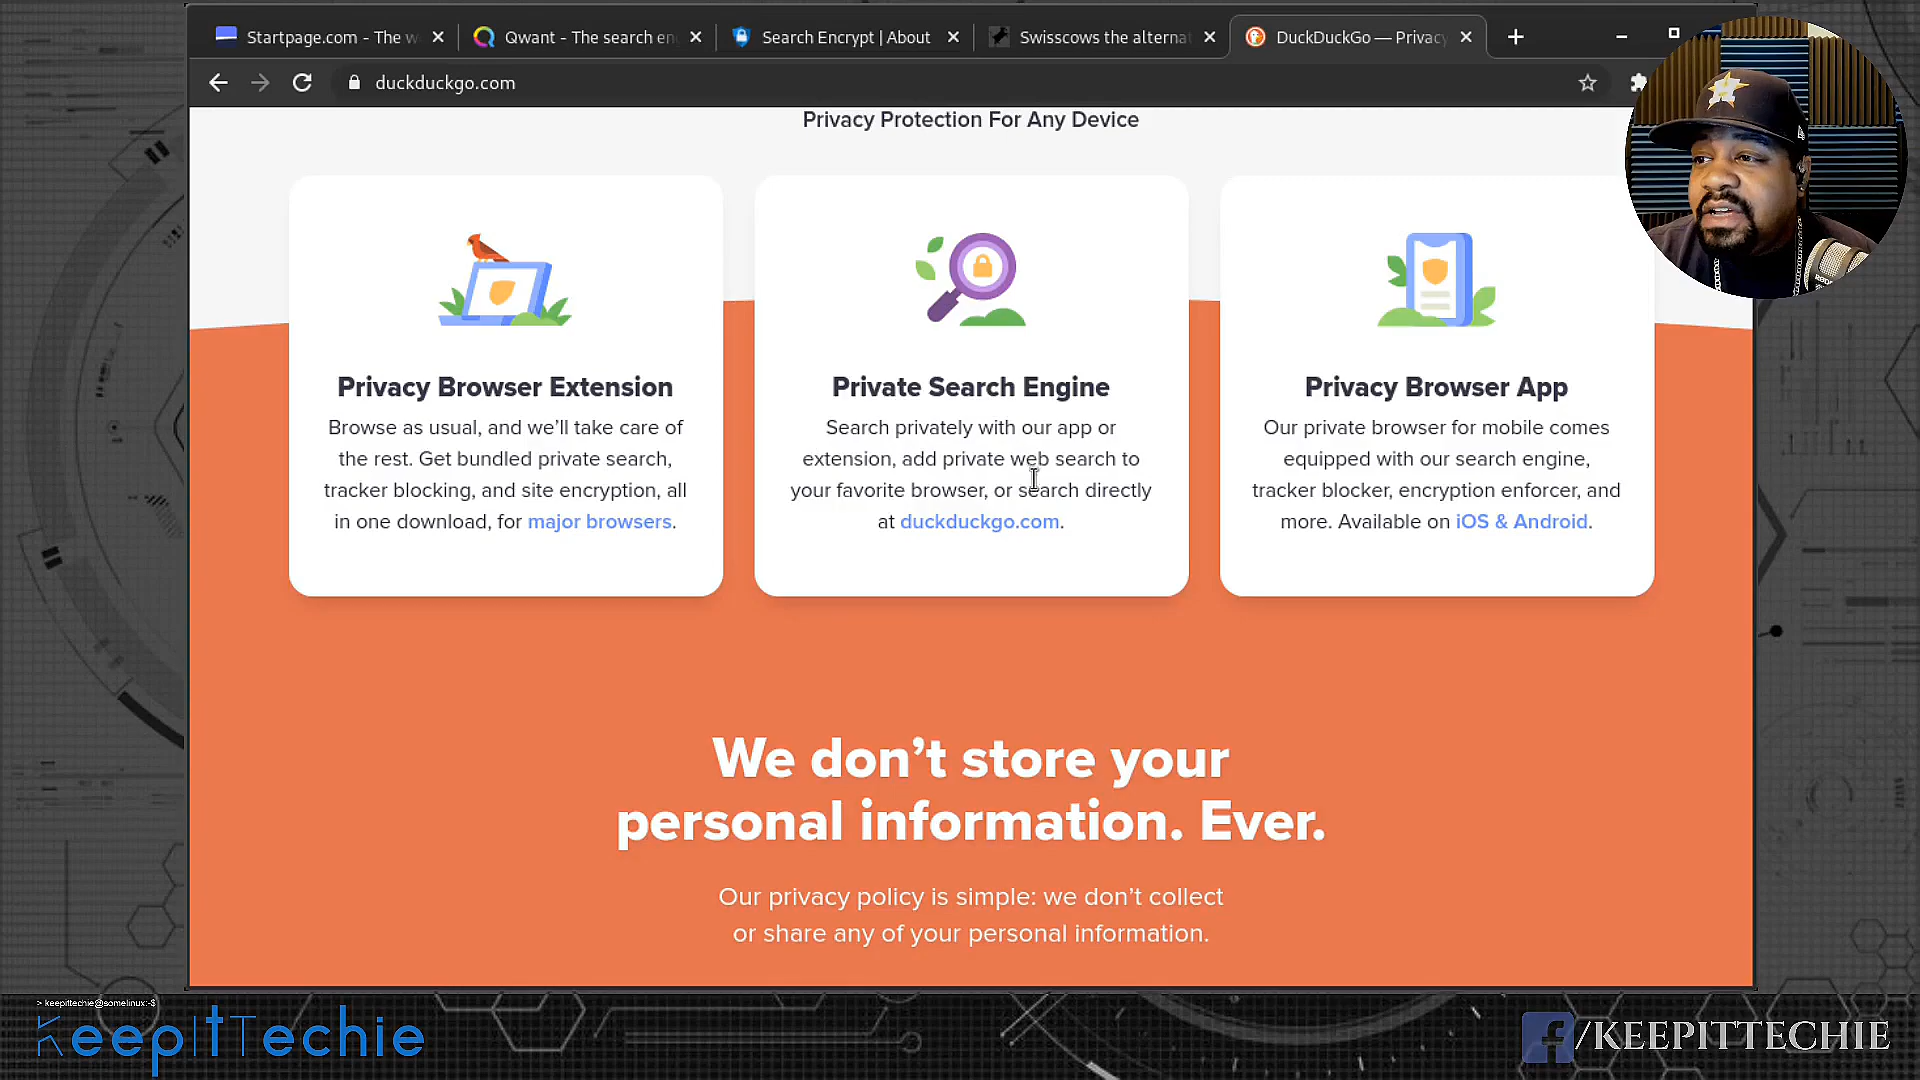 Startpage.com - The w
Qwant - The search en
Search Encrypt | About
Swisscows the alternat
DuckDuckGo — Privacy
duckduckgo.com
Privacy Protection For Any Device
Privacy Browser Extension
Browse as usual, and we’ll take care of
the rest. Get bundled private search,
tracker blocking, and site encryption, all
in one download, for major browsers.
Private Search Engine
Search privately with our app or
extension, add private web search to
your favorite browser, or search directly
at duckduckgo.com.
Privacy Browser App
Our private browser for mobile comes
equipped with our search engine,
tracker blocker, encryption enforcer, and
more. Available on iOS & Android.
We don’t store your
personal information. Ever.
Our privacy policy is simple: we don’t collect
or share any of your personal information.
> keepittechie@somelinux:~$
KeepItTechie
/KEEPITTECHIE